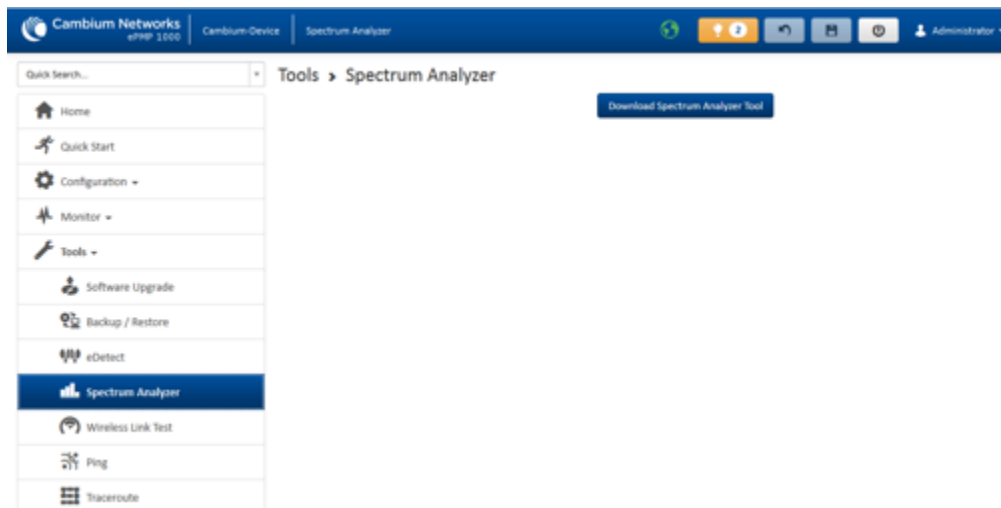 Cambium Networks
ePMP 1000
Cambium-Device
Spectrum Analyzer
2
Administrator
Quick Search...
Tools > Spectrum Analyzer
Download Spectrum Analyzer Tool
Home
Quick Start
Configuration
Monitor
Tools
Software Upgrade
Backup / Restore
eDetect
Spectrum Analyzer
Wireless Link Test
Ping
Traceroute